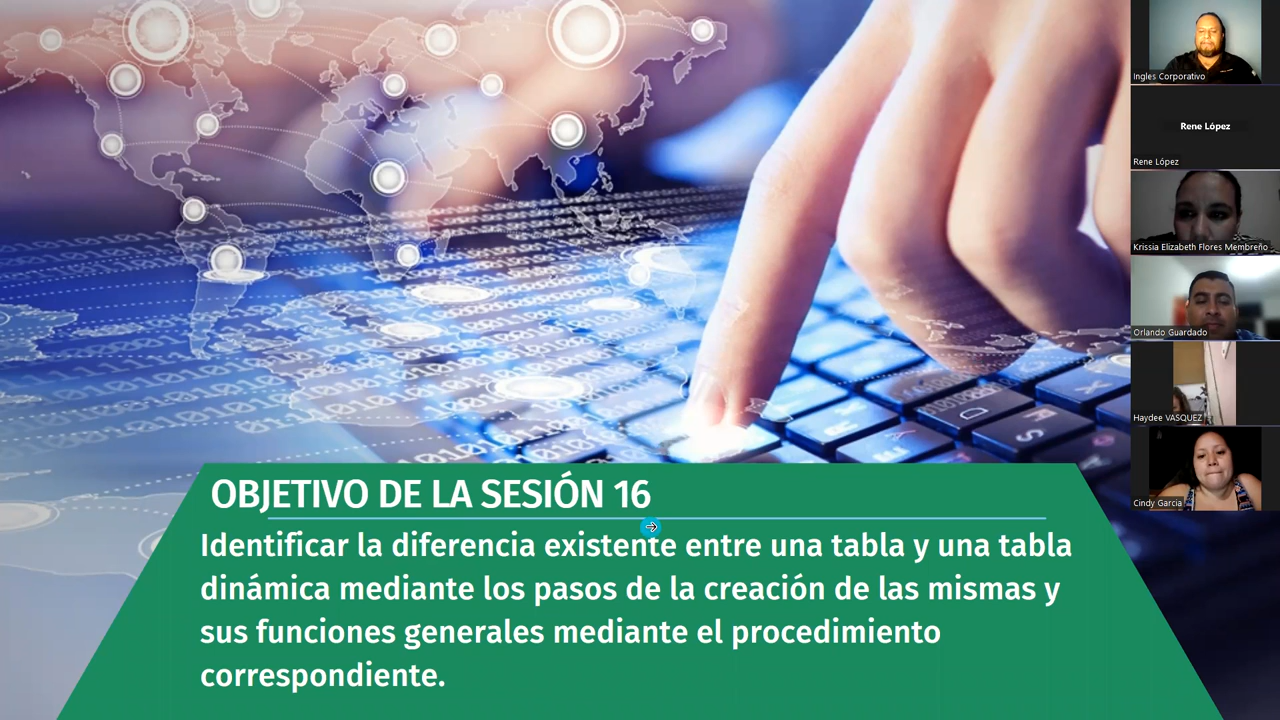 OBJETIVO DE LA SESIÓN 16
Identificar la diferencia existente entre una tabla y una tabla
dinámica mediante los pasos de la creación de las mismas y
sus funciones generales mediante el procedimiento
correspondiente.
Ingles Corporativo
Rene López
Rene López
Krissia Elizabeth Flores Membreño
Orlando Guardado
Haydee VASQUEZ
Cindy Garcia